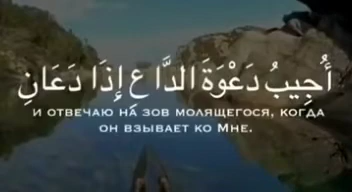 أُجِيبُ دَعْوَةَ الدَّاعِ إِذَا دَعَانِ
И ОТВЕЧАЮ НА ЗОВ МОЛЯЩЕГОСЯ, КОГДА
ОН ВЗЫВАЕТ КО МНЕ.